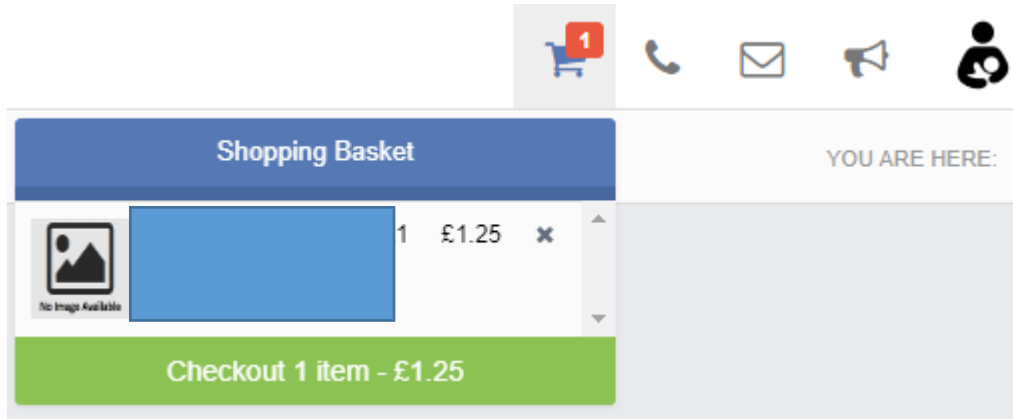 1
Shopping Basket
YOU ARE HERE:
1 £1.25 ×
No Image Available
Checkout 1 item - £1.25